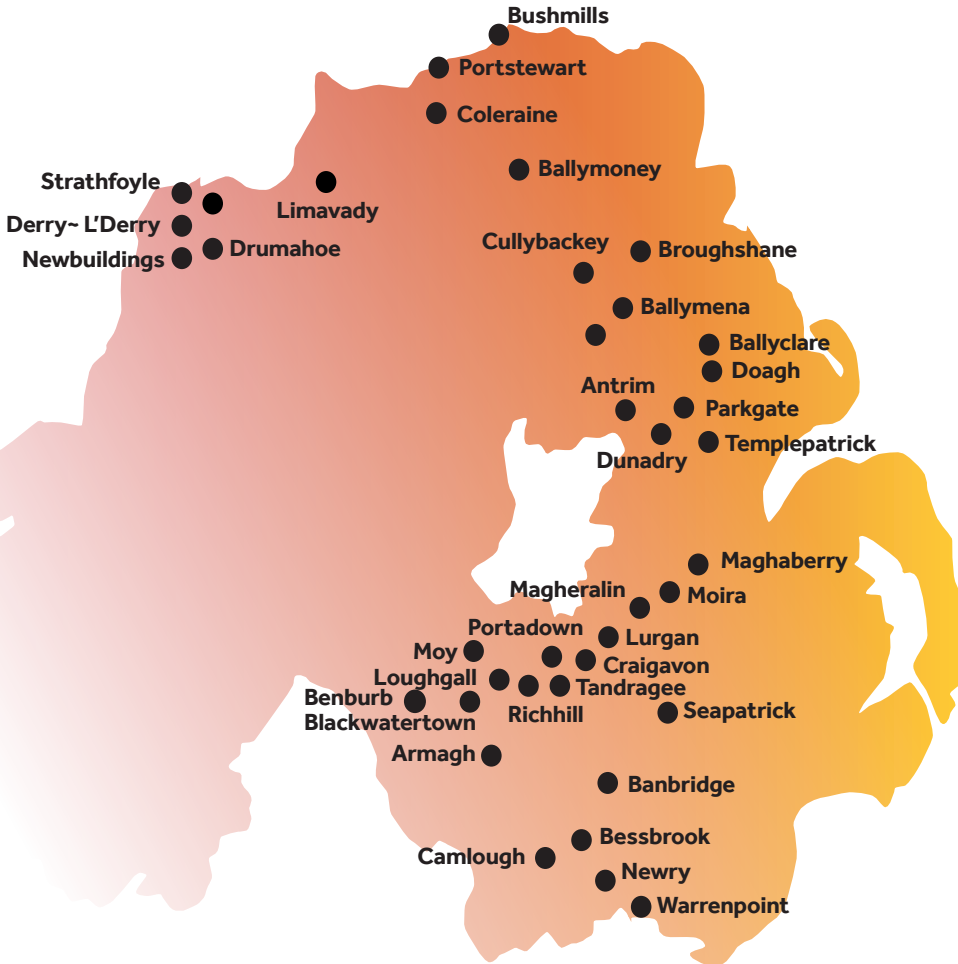 Bushmills
Portstewart
Coleraine
Ballymoney
Strathfoyle
Limavady
Derry~ L'Derry
Drumahoe
Newbuildings
Cullybackey
Broughshane
Ballymena
Ballyclare
Doagh
Antrim
Parkgate
Templepatrick
Dunadry
Maghaberry
Magheralin
Moira
Portadown
Lurgan
Moy
Craigavon
Loughgall
Tandragee
Benburb
Richhill
Seapatrick
Blackwatertown
Armagh
Banbridge
Bessbrook
Camlough
Newry
Warrenpoint